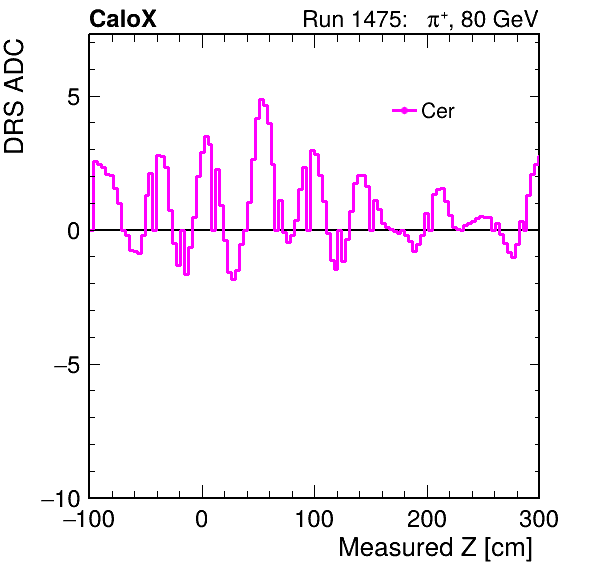 CaloX Run 1475: π⁺, 80 GeV
DRS ADC
5
0
−5
−10
Cer
−100 0 100 200 300
Measured Z [cm]